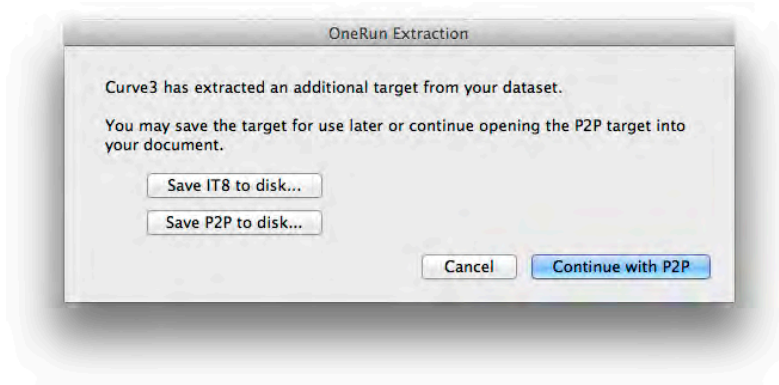 OneRun Extraction
Curve3 has extracted an additional target from your dataset.
You may save the target for use later or continue opening the P2P target into
your document.
Save IT8 to disk...
Save P2P to disk...
Cancel
Continue with P2P